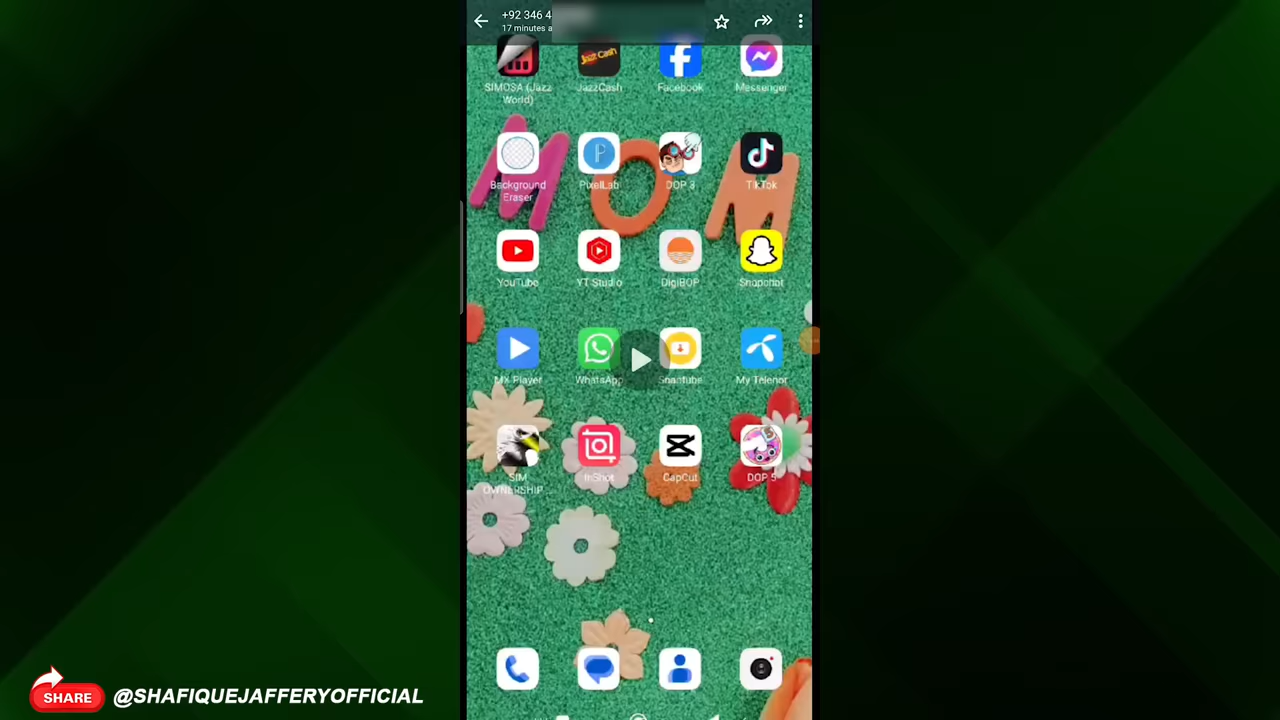 +92 346 4
17 minutes a
SIMOSA (Jazz World)
JazzCash
Facebook
Messenger
MOM
Background Eraser
PixelLab
DOP 3
TikTok
YouTube
YT Studio
DigiBOP
Snapchat
MX Player
WhatsApp
Snaptube
My Telenor
SIM OWNERSHIP...
InShot
CapCut
DOP 5
SHARE
@SHAFIQUEJAFFERYOFFICIAL